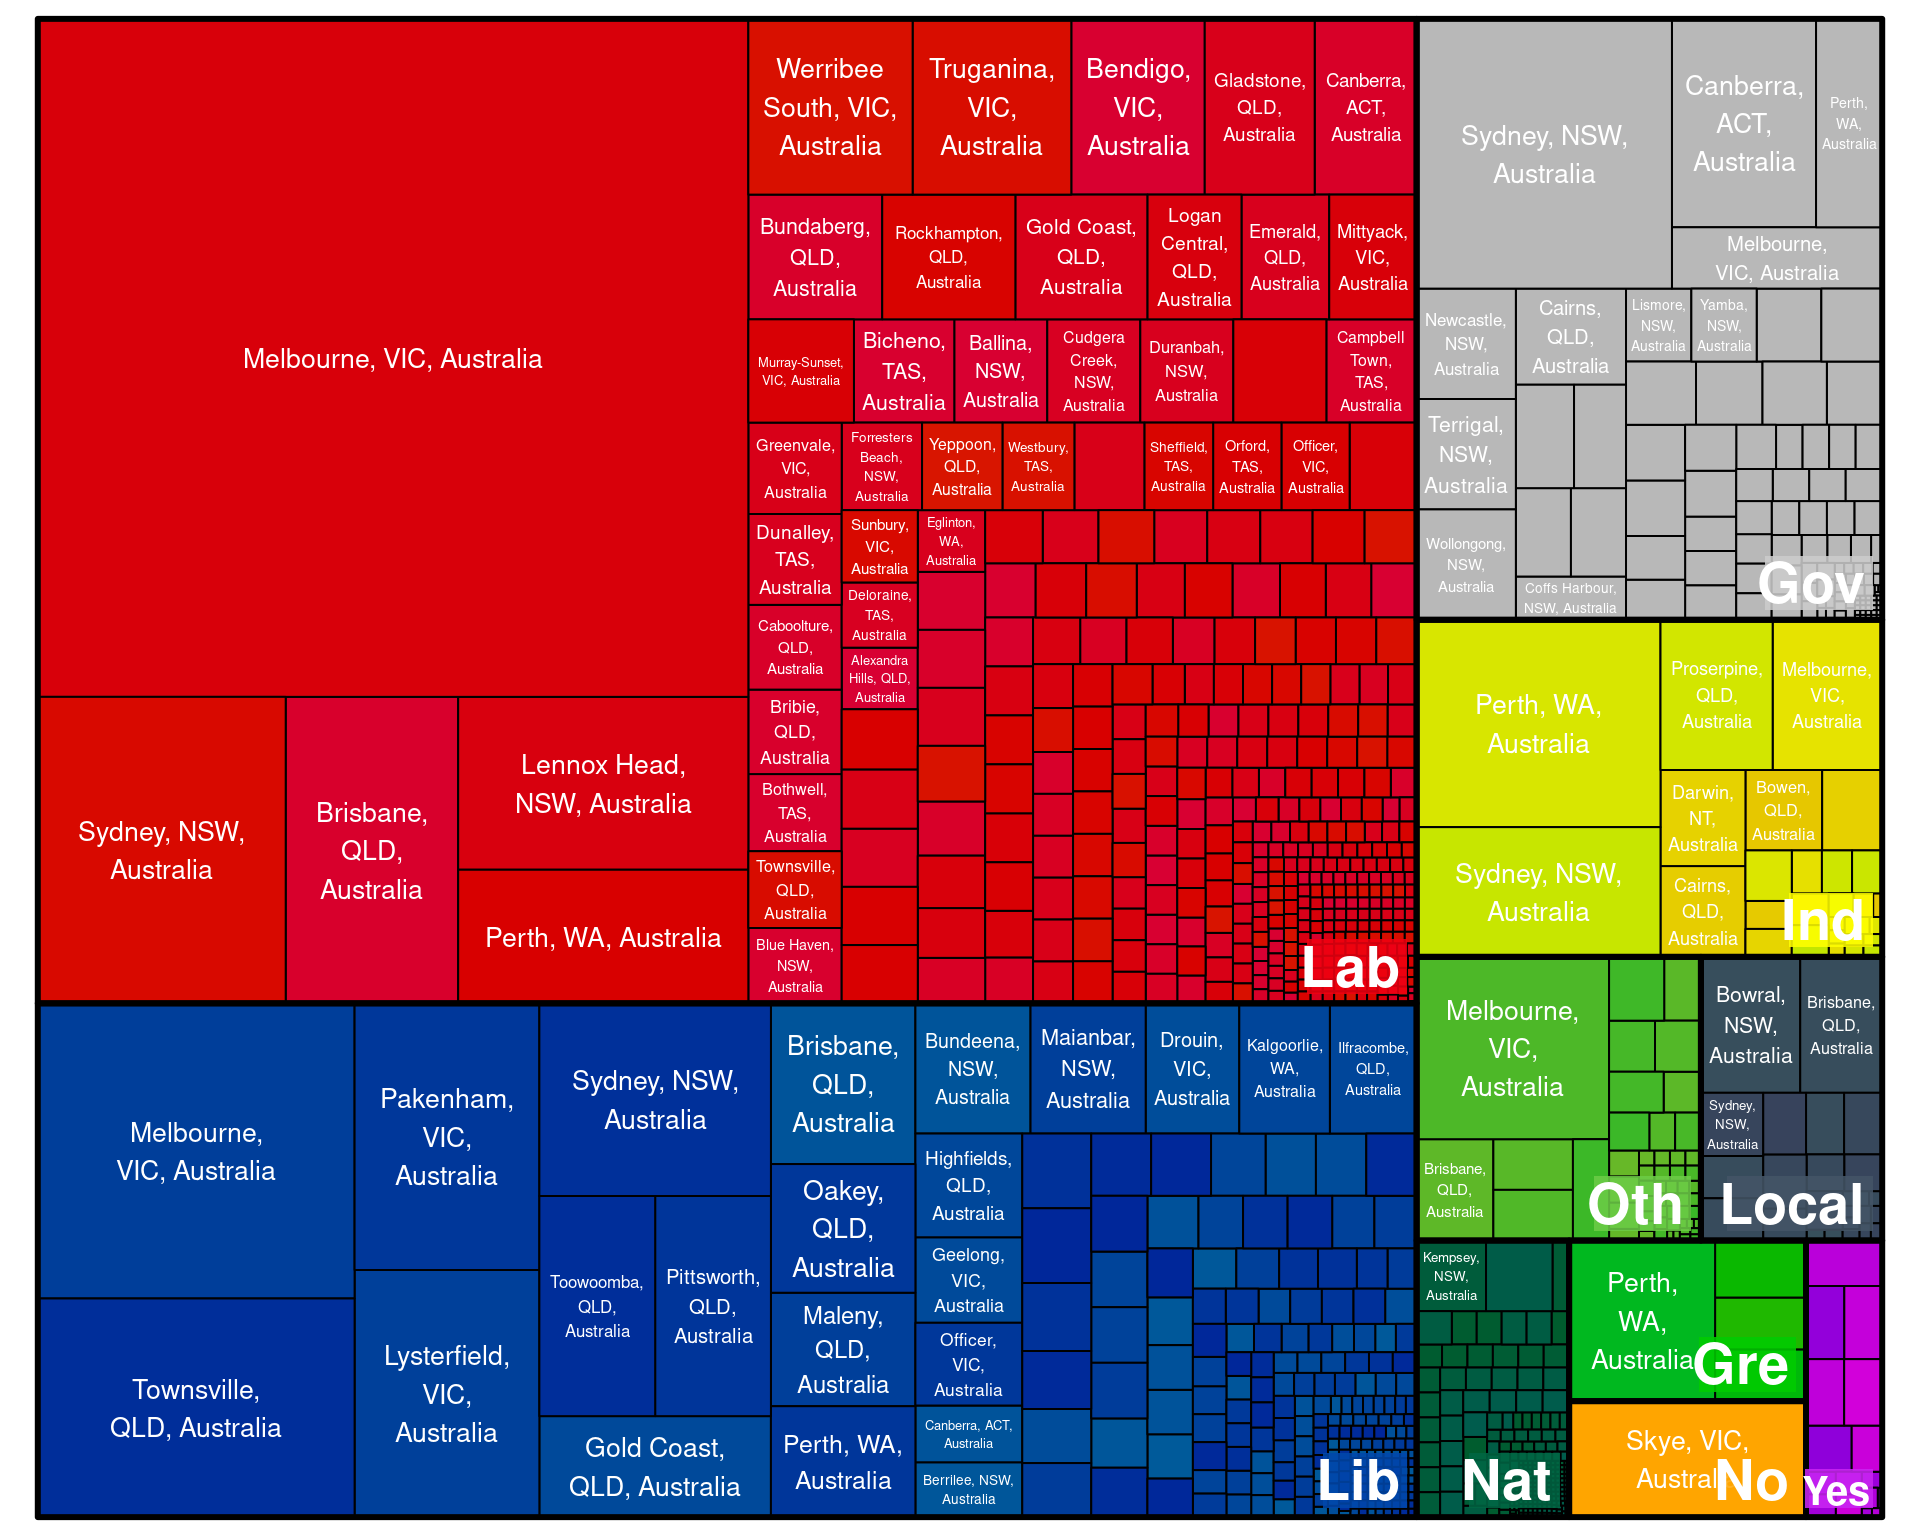 Melbourne, VIC, Australia
Sydney, NSW,
Australia
Brisbane,
QLD,
Australia
Lennox Head,
NSW, Australia
Perth, WA, Australia
Werribee
South, VIC,
Australia
Truganina,
VIC,
Australia
Bendigo,
VIC,
Australia
Gladstone,
QLD,
Australia
Canberra,
ACT,
Australia
Bundaberg,
QLD,
Australia
Rockhampton,
QLD,
Australia
Gold Coast,
QLD,
Australia
Logan
Central,
QLD,
Australia
Emerald,
QLD,
Australia
Mittyack,
VIC,
Australia
Murray-Sunset,
VIC, Australia
Bicheno,
TAS,
Australia
Ballina,
NSW,
Australia
Cudgera
Creek,
NSW,
Australia
Duranbah,
NSW,
Australia
Campbell
Town,
TAS,
Australia
Greenvale,
VIC,
Australia
Forresters
Beach,
NSW,
Australia
Yeppoon,
QLD,
Australia
Westbury,
TAS,
Australia
Sheffield,
TAS,
Australia
Orford,
TAS,
Australia
Officer,
VIC,
Australia
Dunalley,
TAS,
Australia
Sunbury,
VIC,
Australia
Eglinton,
WA,
Australia
Deloraine,
TAS,
Australia
Caboolture,
QLD,
Australia
Alexandra
Hills, QLD,
Australia
Bribie,
QLD,
Australia
Bothwell,
TAS,
Australia
Townsville,
QLD,
Australia
Blue Haven,
NSW,
Australia
Lab
Melbourne,
VIC, Australia
Townsville,
QLD, Australia
Pakenham,
VIC,
Australia
Lysterfield,
VIC,
Australia
Sydney, NSW,
Australia
Toowoomba,
QLD,
Australia
Pittsworth,
QLD,
Australia
Gold Coast,
QLD, Australia
Brisbane,
QLD,
Australia
Oakey,
QLD,
Australia
Maleny,
QLD,
Australia
Perth, WA,
Australia
Bundeena,
NSW,
Australia
Maianbar,
NSW,
Australia
Drouin,
VIC,
Australia
Kalgoorlie,
WA,
Australia
Ilfracombe,
QLD,
Australia
Highfields,
QLD,
Australia
Geelong,
VIC,
Australia
Officer,
VIC,
Australia
Canberra, ACT,
Australia
Berrilee, NSW,
Australia
Lib
Sydney, NSW,
Australia
Canberra,
ACT,
Australia
Perth,
WA,
Australia
Melbourne,
VIC, Australia
Newcastle,
NSW,
Australia
Cairns,
QLD,
Australia
Lismore,
NSW,
Australia
Yamba,
NSW,
Australia
Terrigal,
NSW,
Australia
Wollongong,
NSW,
Australia
Coffs Harbour,
NSW, Australia
Gov
Perth, WA,
Australia
Sydney, NSW,
Australia
Proserpine,
QLD,
Australia
Melbourne,
VIC,
Australia
Darwin,
NT,
Australia
Bowen,
QLD,
Australia
Cairns,
QLD,
Australia
Ind
Melbourne,
VIC,
Australia
Brisbane,
QLD,
Australia
Oth
Bowral,
NSW,
Australia
Brisbane,
QLD,
Australia
Sydney,
NSW,
Australia
Local
Kempsey,
NSW,
Australia
Nat
Perth,
WA,
Australia
Gre
Skye, VIC,
Austral
No
Yes